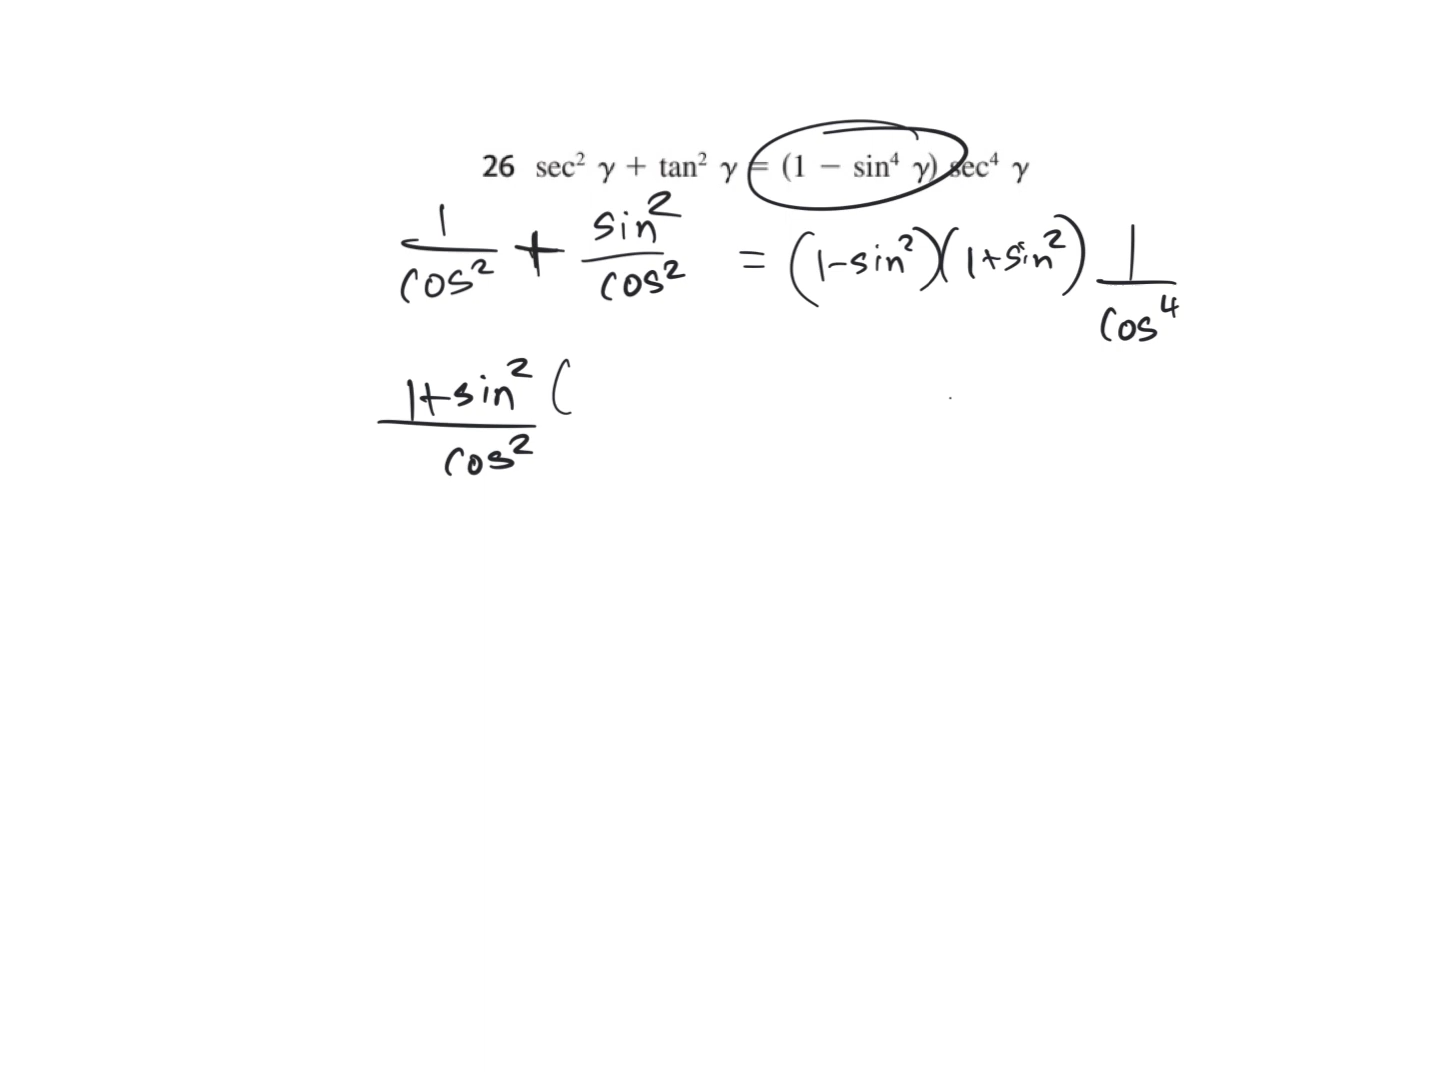 26 sec² γ + tan² γ = (1 − sin⁴ γ) sec⁴ γ
1/cos² + sin²/cos² = (1-sin²)(1+sin²) 1/cos⁴
1+sin²/cos² (